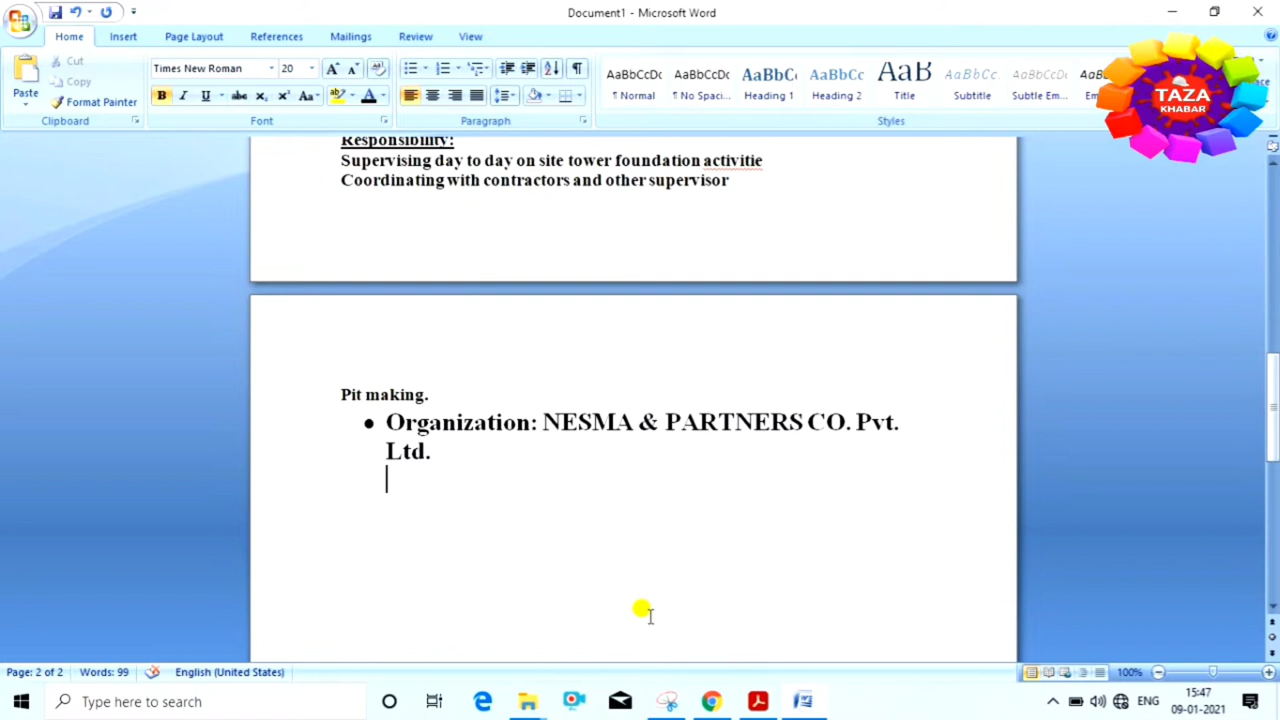 Document1 - Microsoft Word
Home Insert Page Layout References Mailings Review View
Paste
Cut
Copy
Format Painter
Clipboard
Times New Roman 20
Font
Paragraph
AaBbCcDc AaBbCcDc AaBbC AaBbCc AaB AaBbCc. AaBbCcDc
¶ Normal ¶ No Spaci... Heading 1 Heading 2 Title Subtitle Subtle Em...
Styles
TAZA
KHABAR
Responsibility:
Supervising day to day on site tower foundation activitie
Coordinating with contractors and other supervisor
Pit making.
• Organization: NESMA & PARTNERS CO. Pvt.
Ltd.
Page: 2 of 2 Words: 99 English (United States) 100%
Type here to search
ENG
15:47
09-01-2021